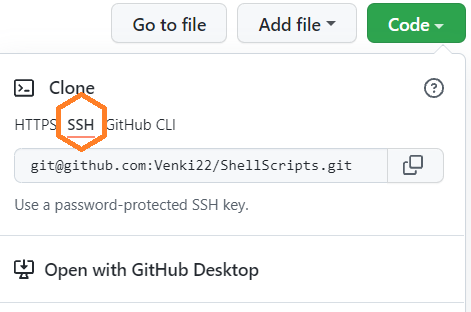 Go to file Add file Code
Clone
HTTPS SSH GitHub CLI
git@github.com:Venki22/ShellScripts.git
Use a password-protected SSH key.
Open with GitHub Desktop